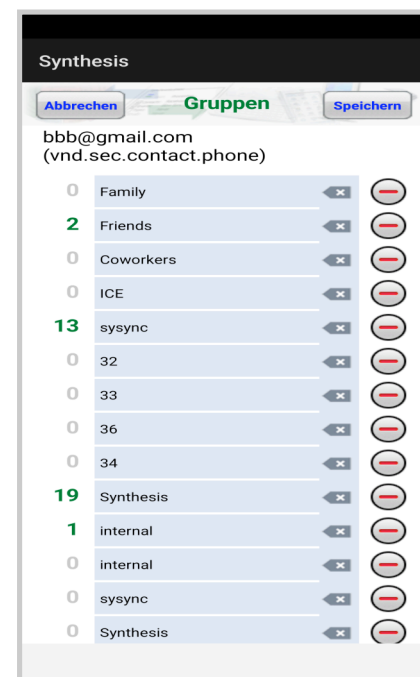 Synthesis
Abbrechen Gruppen Speichern
bbb@gmail.com
(vnd.sec.contact.phone)
0 Family
2 Friends
0 Coworkers
0 ICE
13 sysync
0 32
0 33
0 36
0 34
19 Synthesis
1 internal
0 internal
0 sysync
0 Synthesis